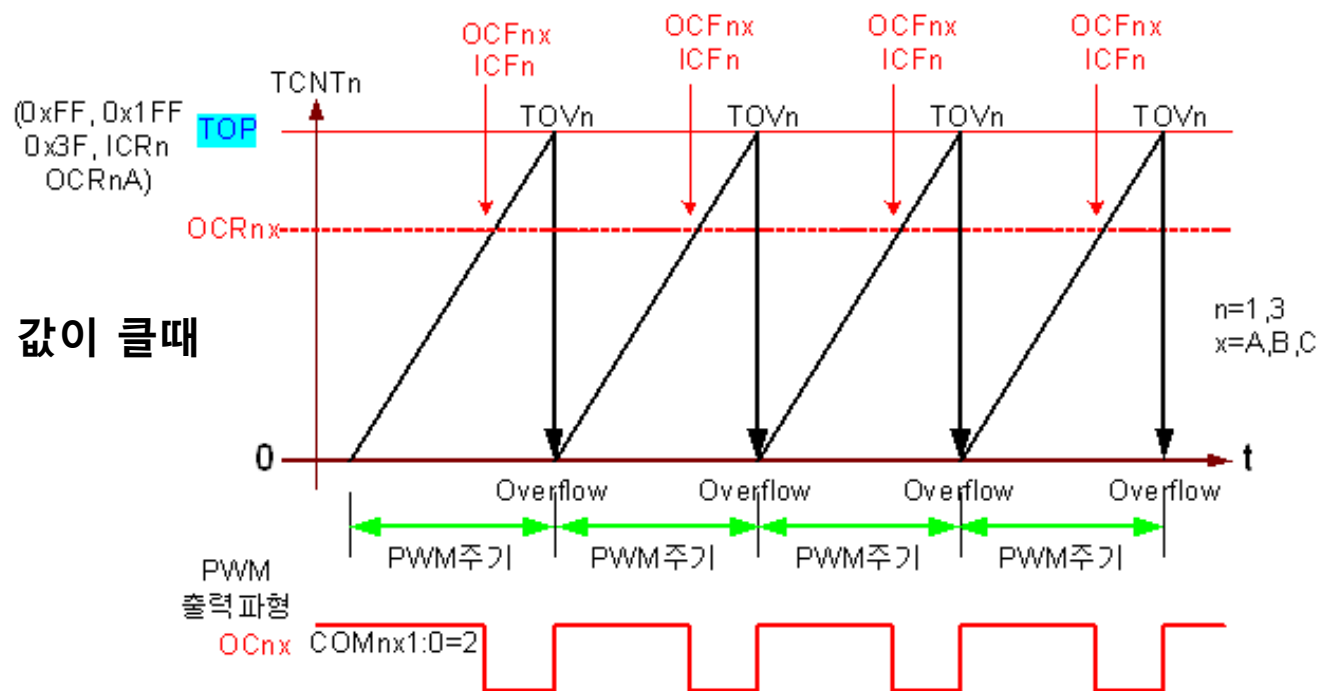 OCFnx OCFnx OCFnx OCFnx
ICFn ICFn ICFn ICFn
TCNTn
(0xFF, 0x1FF
0x3F, ICRn
OCRnA)
TOP
TOVn TOVn TOVn TOVn
OCRnx
값이 클때
n=1,3
x=A,B,C
0
t
Overflow Overflow Overflow Overflow
PWM주기 PWM주기 PWM주기 PWM주기
PWM
출력파형
OCnx COMnx1:0=2